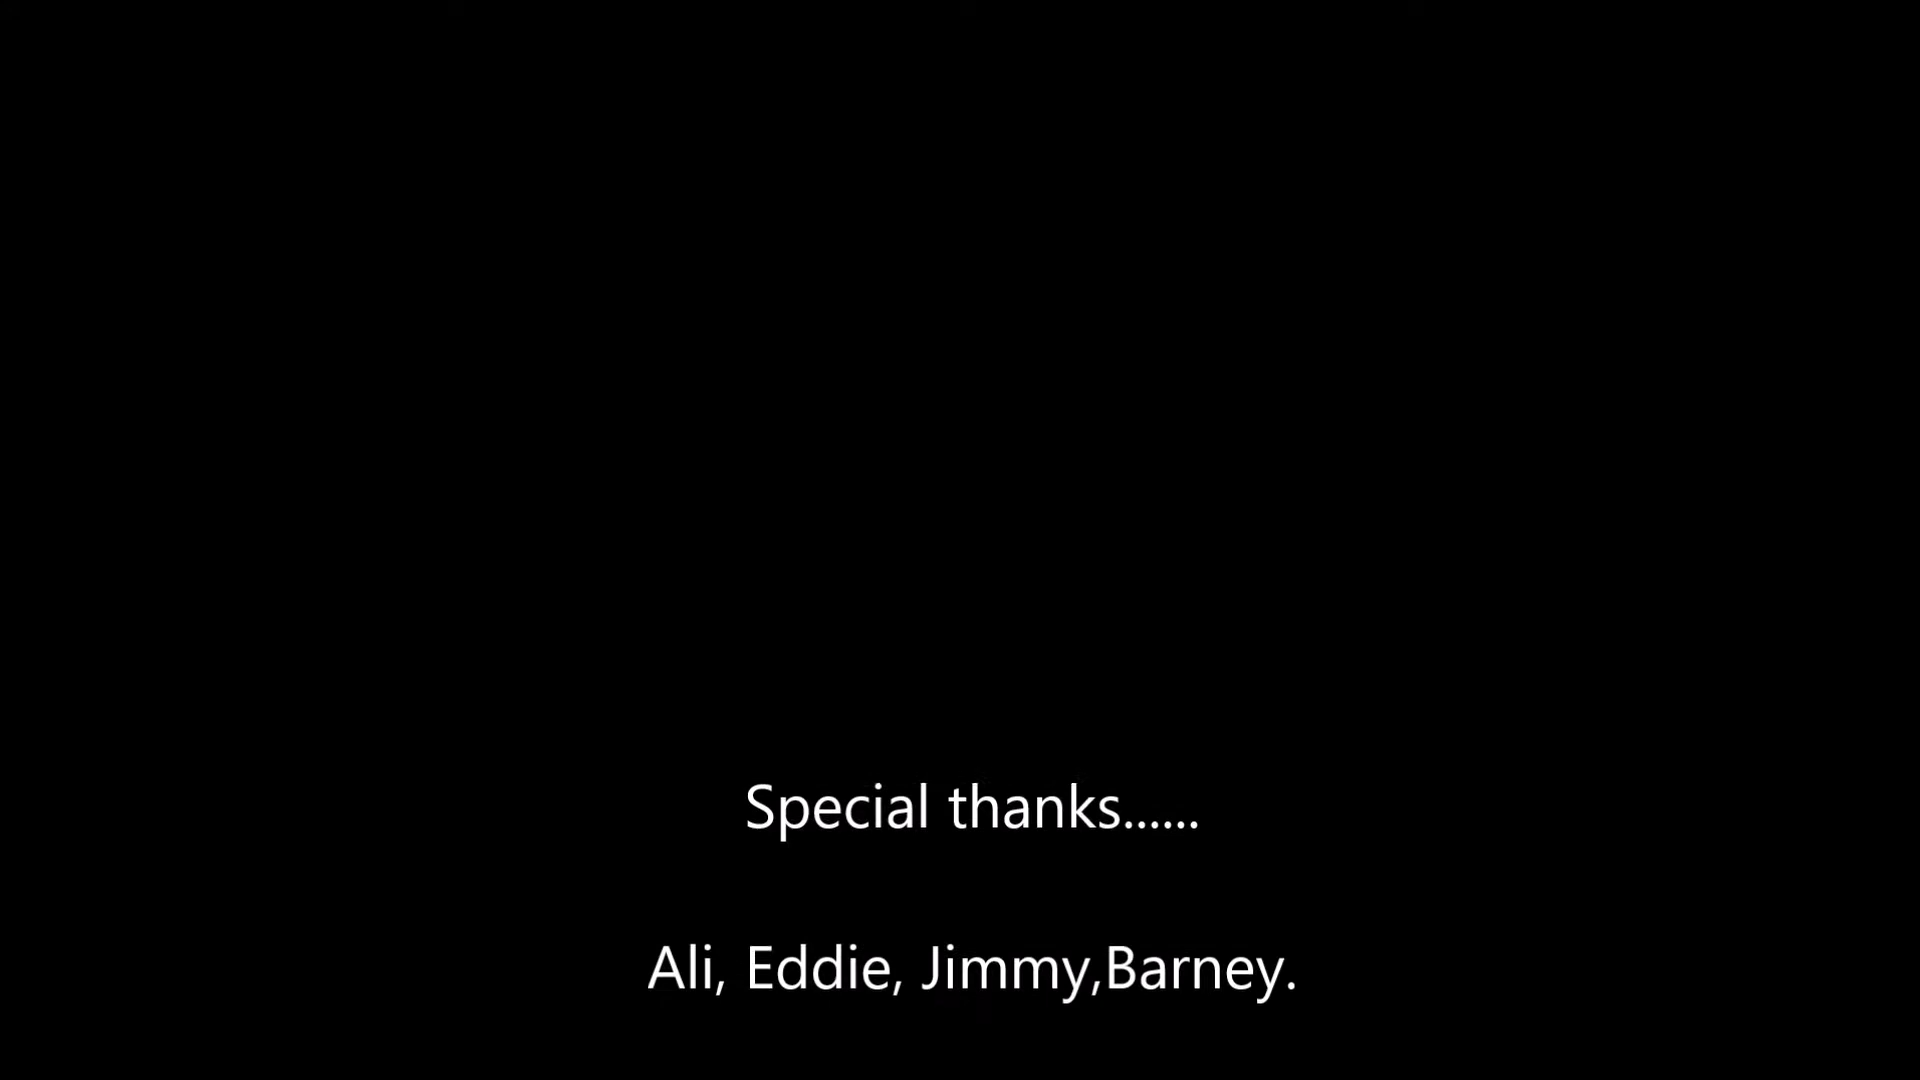 Special thanks......
Ali, Eddie, Jimmy,Barney.